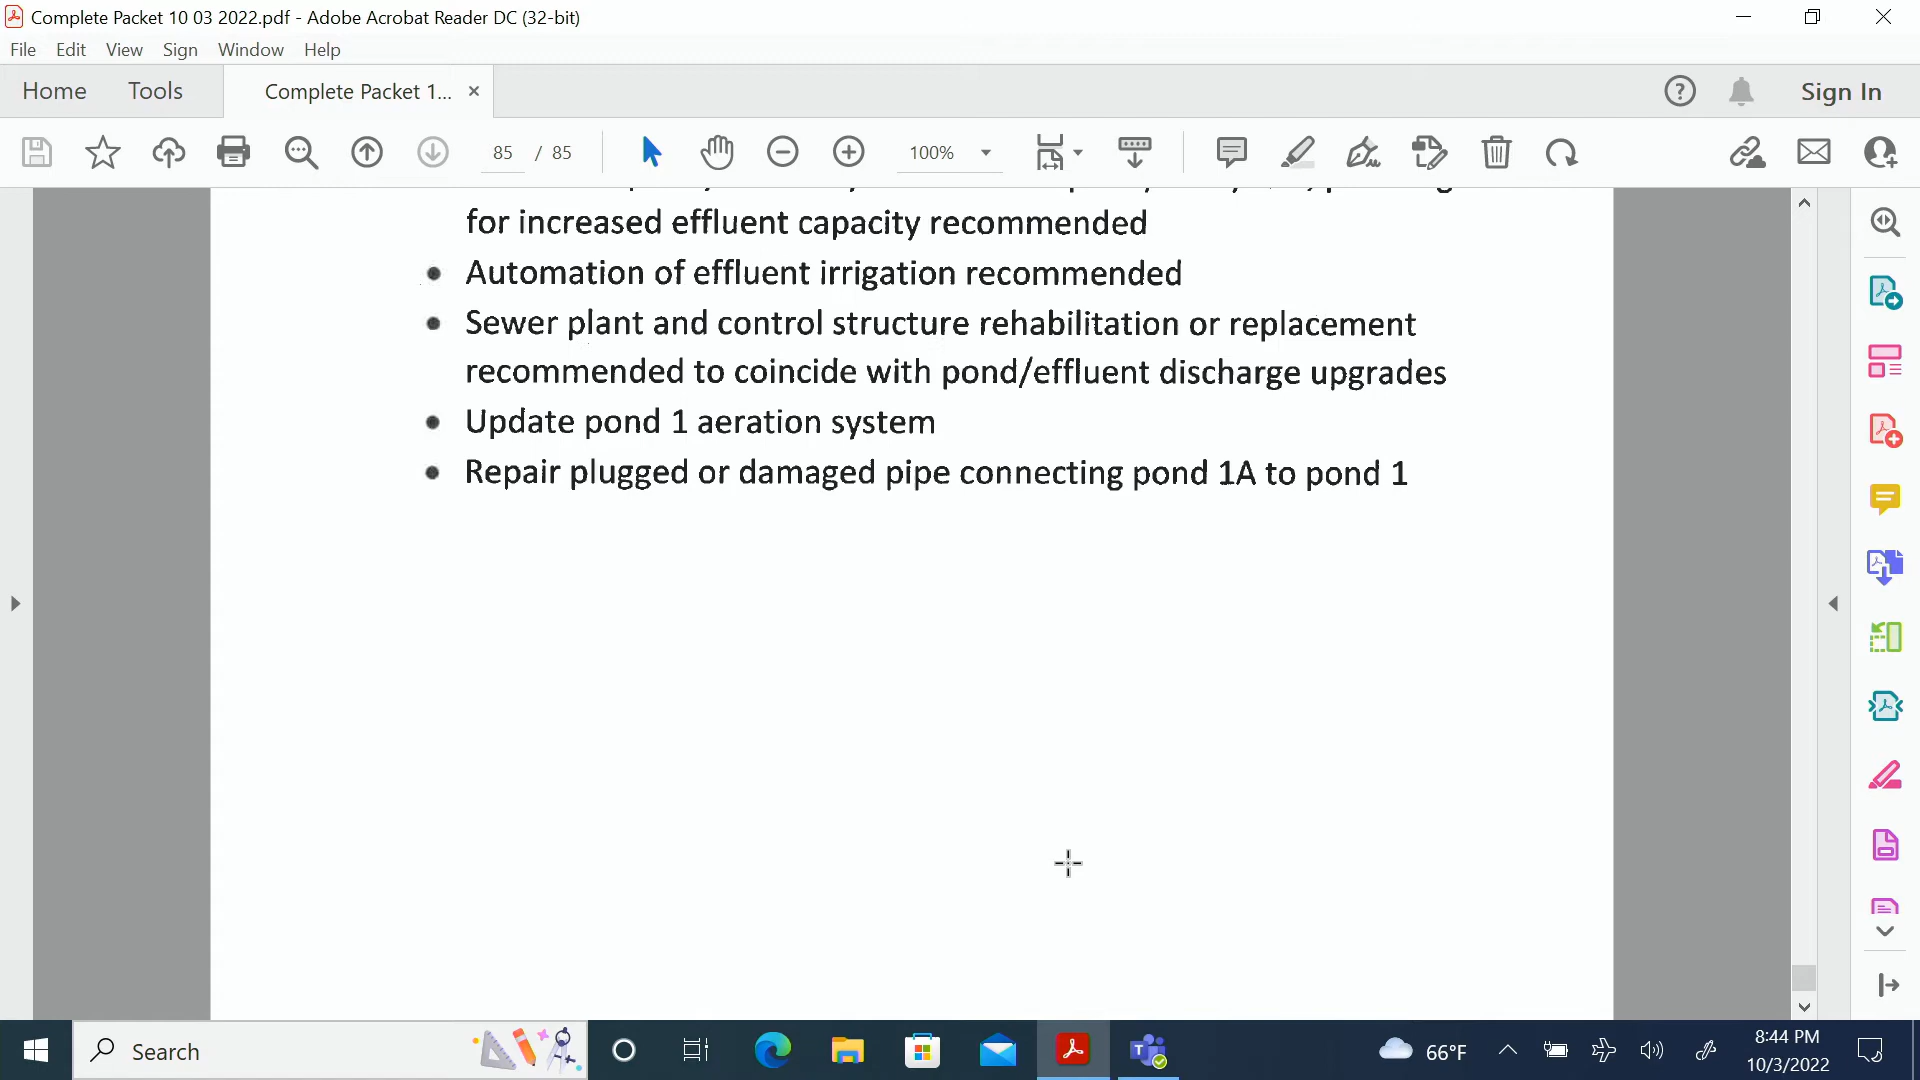 Complete Packet 10 03 2022.pdf - Adobe Acrobat Reader DC (32-bit)
File Edit View Sign Window Help
Home Tools Complete Packet 1... × Sign In
85 / 85 100%
for increased effluent capacity recommended
• Automation of effluent irrigation recommended
• Sewer plant and control structure rehabilitation or replacement
recommended to coincide with pond/effluent discharge upgrades
• Update pond 1 aeration system
• Repair plugged or damaged pipe connecting pond 1A to pond 1
Search
66°F
8:44 PM
10/3/2022